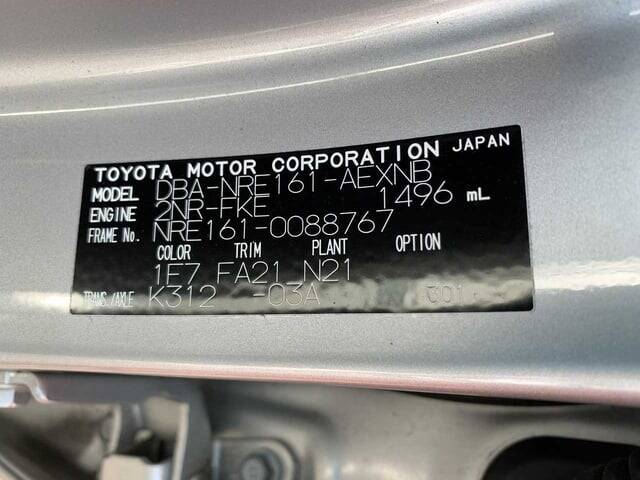 TOYOTA MOTOR CORPORATION JAPAN
MODEL DBA-NRE161-AEXNB
ENGINE 2NR-FKE 1496 mL
FRAME No. NRE161-0088767
COLOR TRIM PLANT OPTION
1E7 FA21 N21
TRANS./AXLE K312 -03A 301